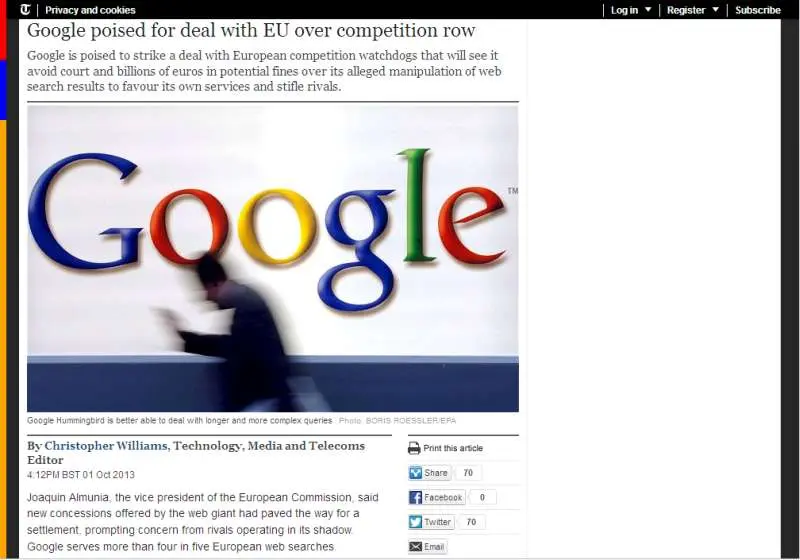 Privacy and cookies
Log in
Register
Subscribe
Google poised for deal with EU over competition row
Google is poised to strike a deal with European competition watchdogs that will see it
avoid court and billions of euros in potential fines over its alleged manipulation of web
search results to favour its own services and stifle rivals.
Google TM
Google Hummingbird is better able to deal with longer and more complex queries Photo: BORIS ROESSLER/EPA
By Christopher Williams, Technology, Media and Telecoms
Editor
4:12PM BST 01 Oct 2013
Joaquin Almunia, the vice president of the European Commission, said
new concessions offered by the web giant had paved the way for a
settlement, prompting concern from rivals operating in its shadow.
Google serves more than four in five European web searches.
Print this article
Share 70
Facebook 0
Twitter 70
Email